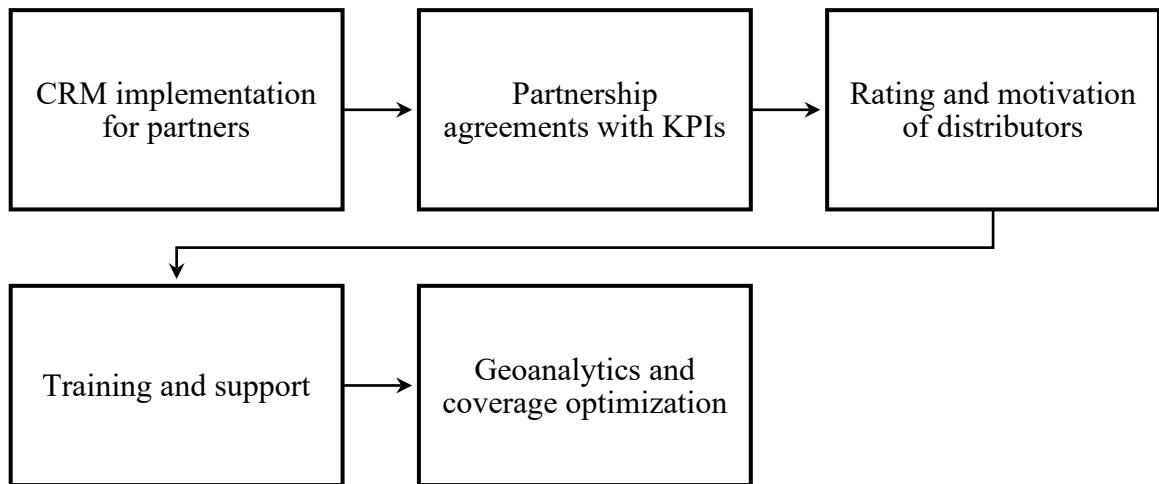 CRM implementation
for partners
Partnership
agreements with KPIs
Rating and motivation
of distributors
Training and support
Geoanalytics and
coverage optimization